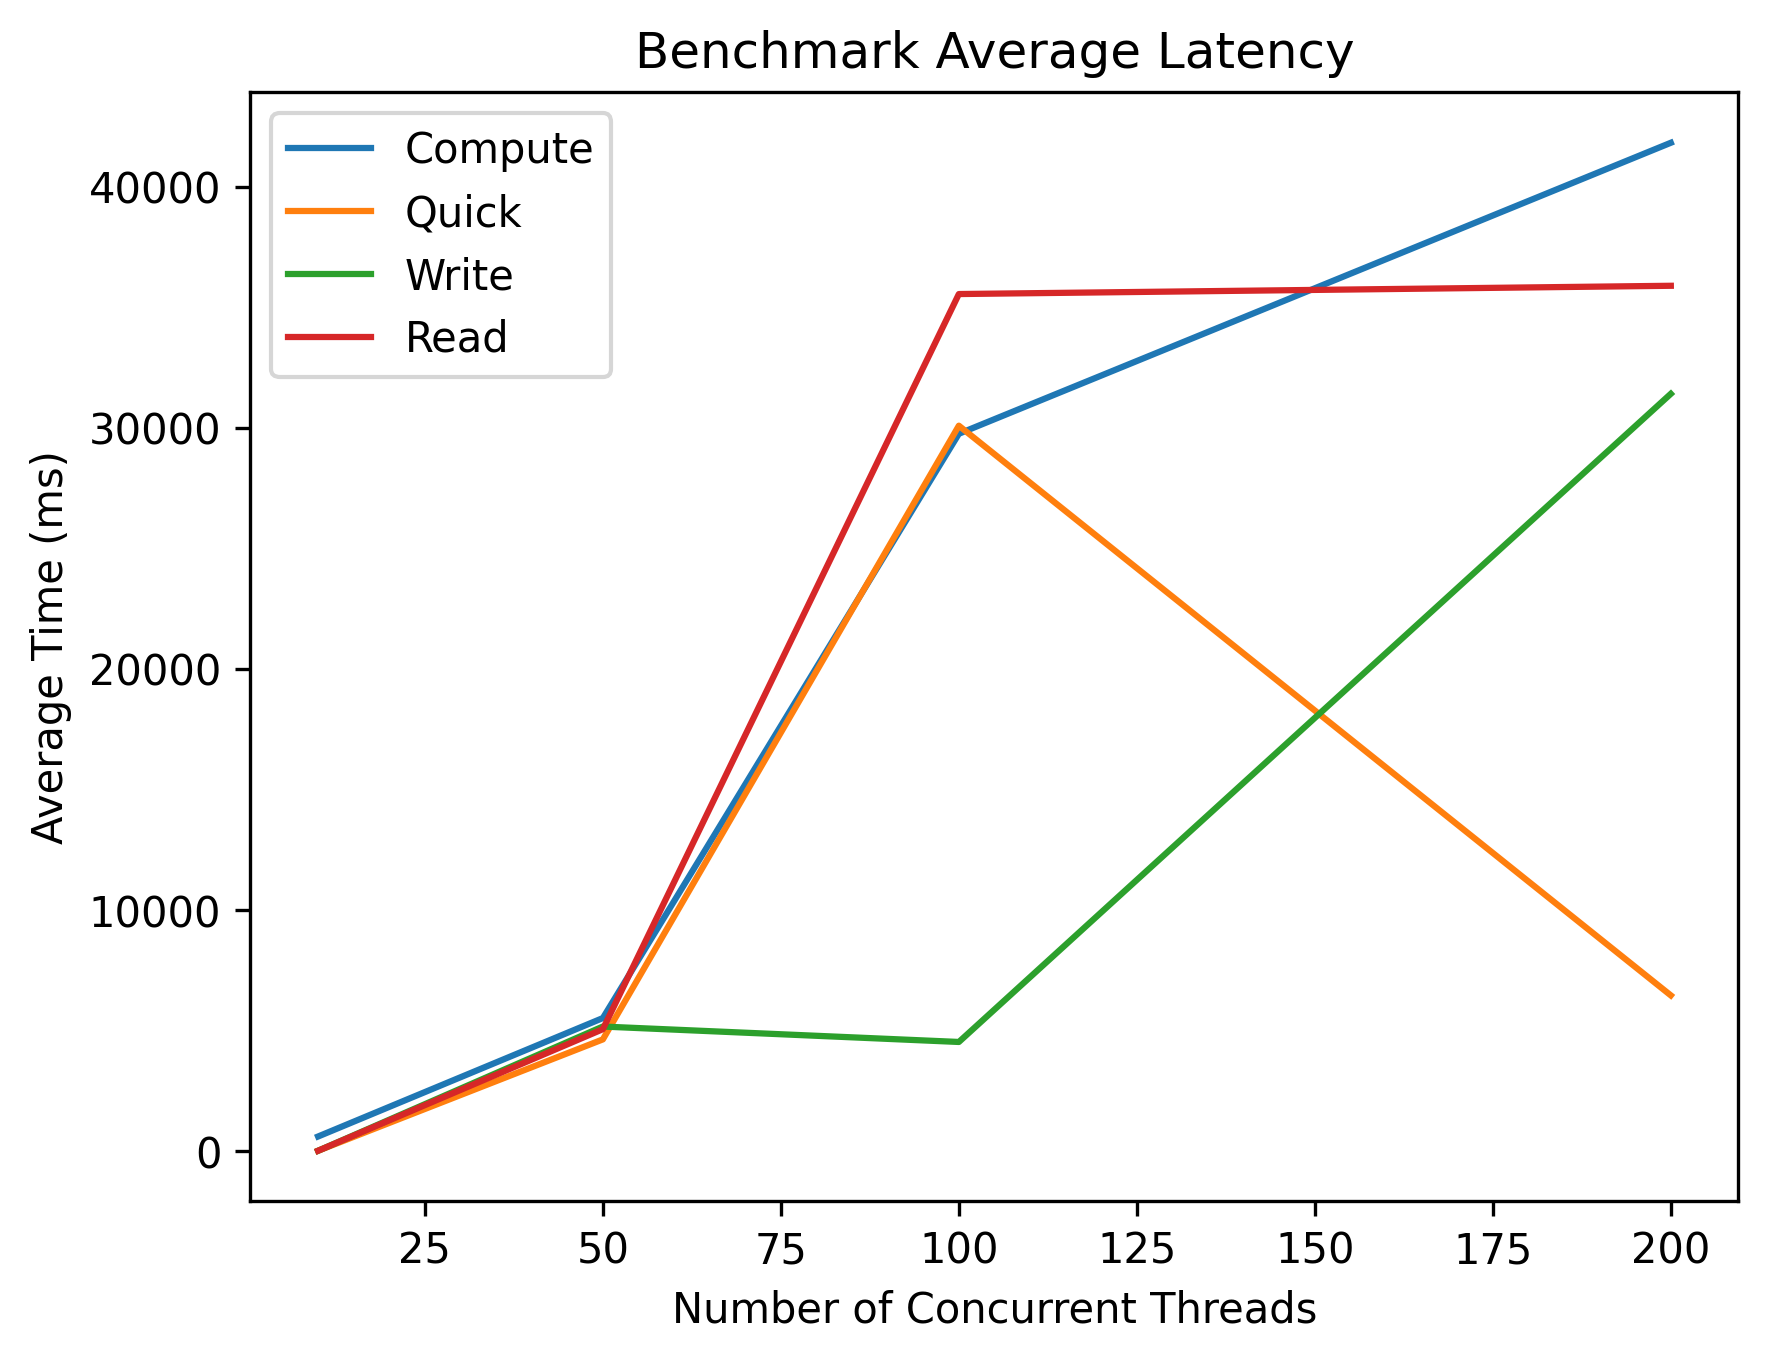 Benchmark Average Latency
Compute
Quick
Write
Read
Average Time (ms)
40000
30000
20000
10000
0
25 50 75 100 125 150 175 200
Number of Concurrent Threads